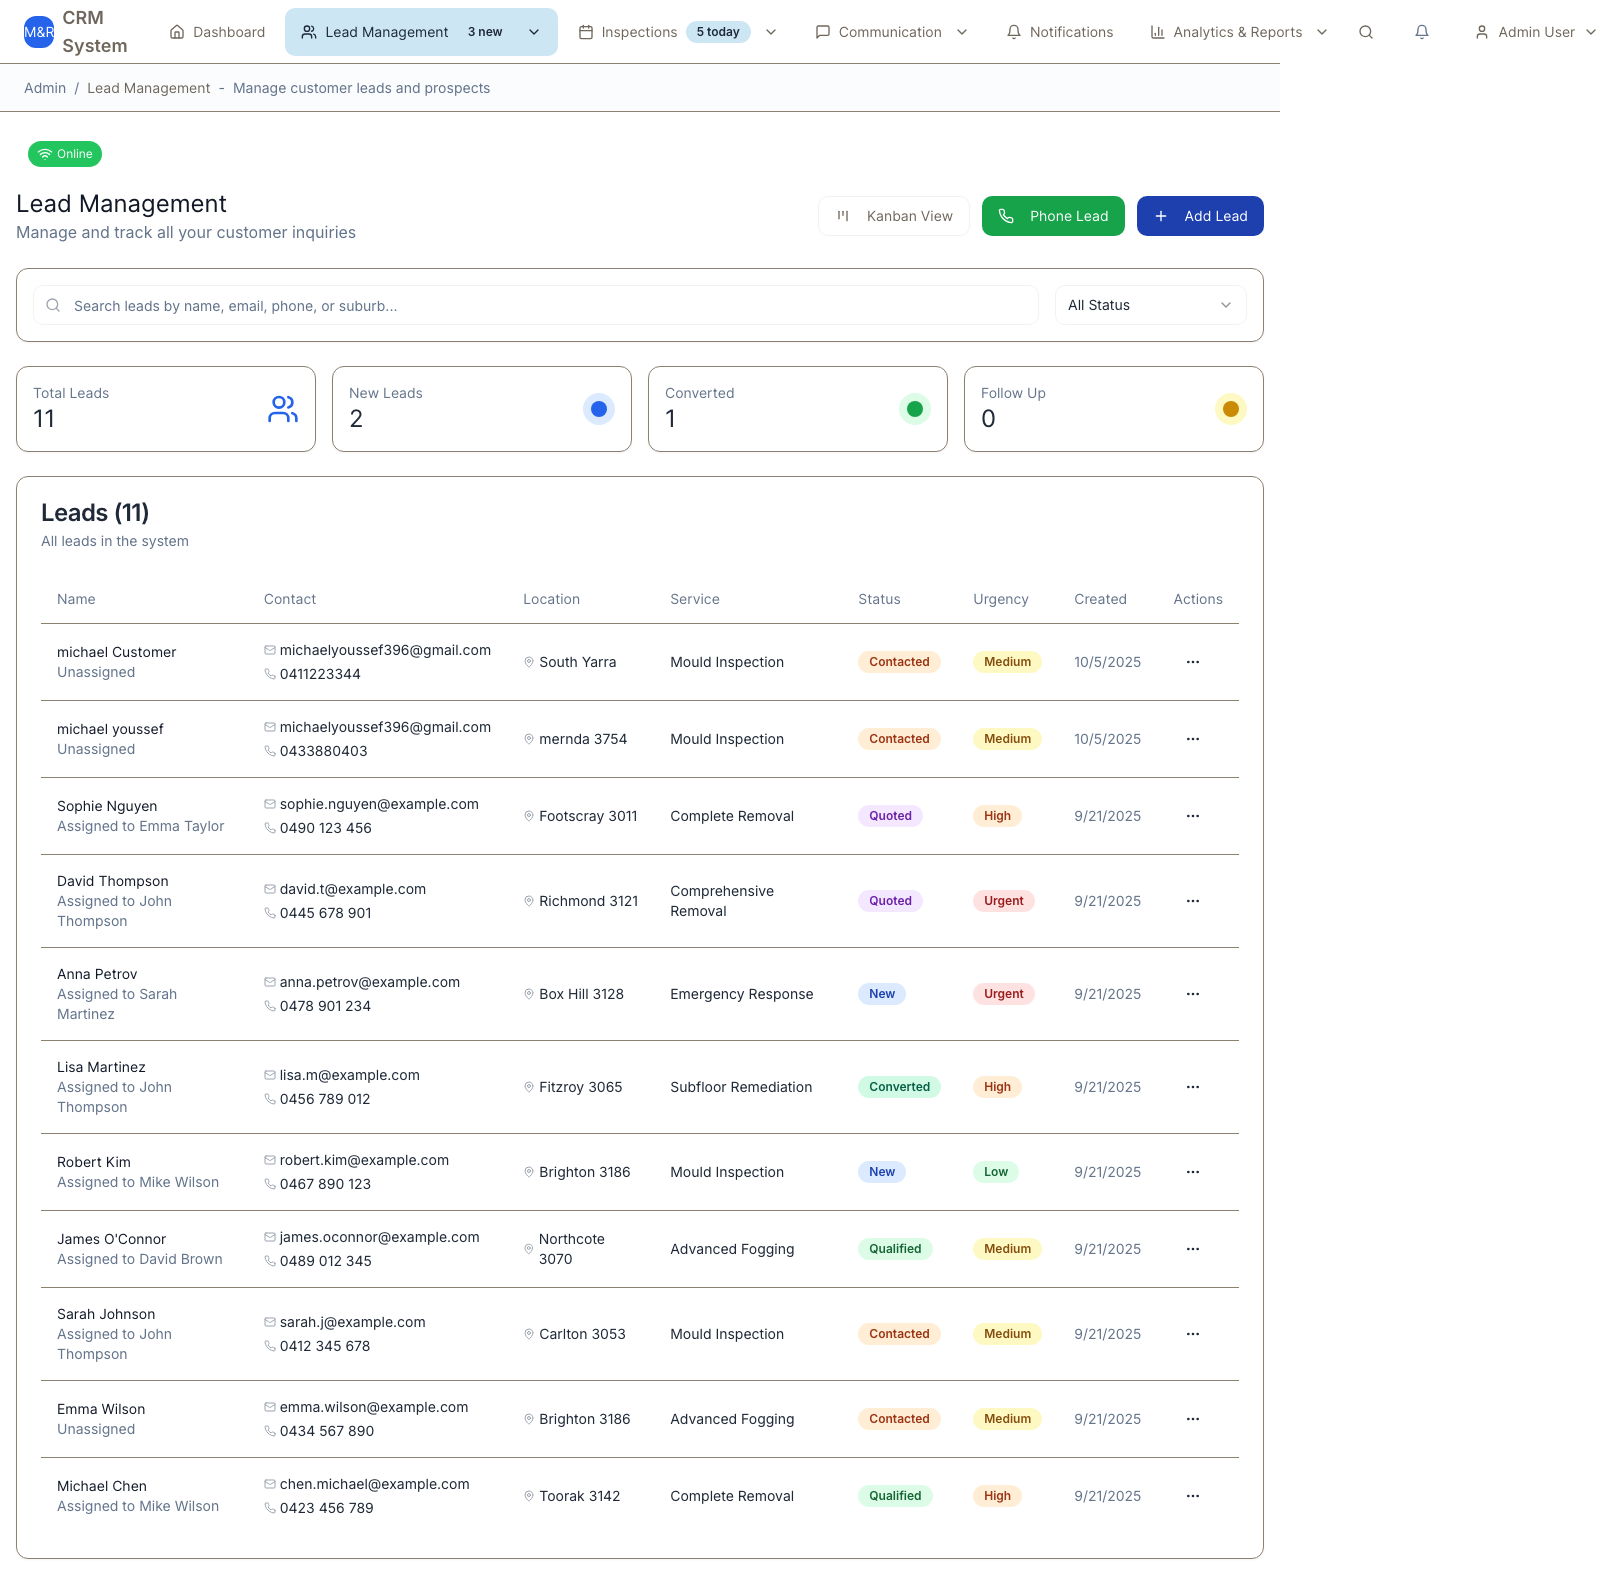 M&R CRM System Dashboard Lead Management 3 new Inspections 5 today Communication Notifications Analytics & Reports Admin User
Admin / Lead Management - Manage customer leads and prospects
Online
Lead Management
Manage and track all your customer inquiries
Kanban View Phone Lead Add Lead
Search leads by name, email, phone, or suburb... All Status
Total Leads New Leads Converted Follow Up
11 2 1 0
Leads (11)
All leads in the system
Name Contact Location Service Status Urgency Created Actions
michael Customer
Unassigned
michaelyoussef396@gmail.com
0411223344
South Yarra Mould Inspection Contacted Medium 10/5/2025
michael youssef
Unassigned
michaelyoussef396@gmail.com
0433880403
mernda 3754 Mould Inspection Contacted Medium 10/5/2025
Sophie Nguyen
Assigned to Emma Taylor
sophie.nguyen@example.com
0490 123 456
Footscray 3011 Complete Removal Quoted High 9/21/2025
David Thompson
Assigned to John
Thompson
david.t@example.com
0445 678 901
Richmond 3121
Comprehensive
Removal
Quoted Urgent 9/21/2025
Anna Petrov
Assigned to Sarah
Martinez
anna.petrov@example.com
0478 901 234
Box Hill 3128 Emergency Response New Urgent 9/21/2025
Lisa Martinez
Assigned to John
Thompson
lisa.m@example.com
0456 789 012
Fitzroy 3065 Subfloor Remediation Converted High 9/21/2025
Robert Kim
Assigned to Mike Wilson
robert.kim@example.com
0467 890 123
Brighton 3186 Mould Inspection New Low 9/21/2025
James O'Connor
Assigned to David Brown
james.oconnor@example.com
0489 012 345
Northcote
3070
Advanced Fogging Qualified Medium 9/21/2025
Sarah Johnson
Assigned to John
Thompson
sarah.j@example.com
0412 345 678
Carlton 3053 Mould Inspection Contacted Medium 9/21/2025
Emma Wilson
Unassigned
emma.wilson@example.com
0434 567 890
Brighton 3186 Advanced Fogging Contacted Medium 9/21/2025
Michael Chen
Assigned to Mike Wilson
chen.michael@example.com
0423 456 789
Toorak 3142 Complete Removal Qualified High 9/21/2025